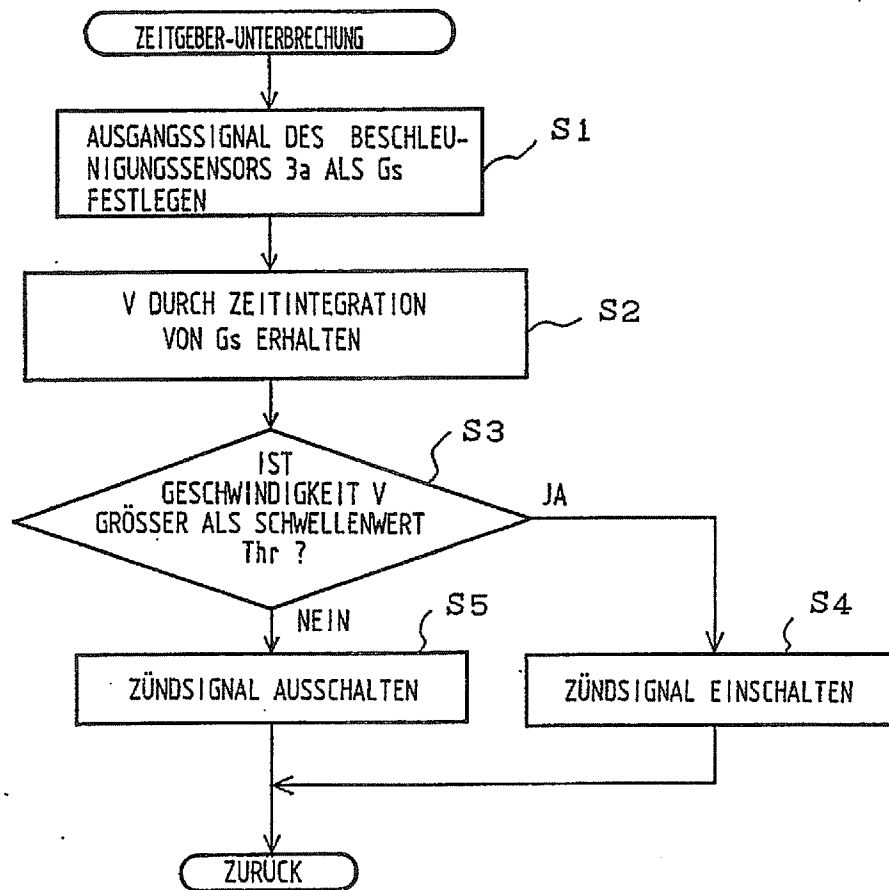 ZEITGEBER-UNTERBRECHUNG
AUSGANGSSIGNAL DES BESCHLEU-
NIGUNGSSENSORS 3a ALS Gs
FESTLEGEN
S1
V DURCH ZEITINTEGRATION
VON Gs ERHALTEN
S2
S3
IST
GESCHWINDIGKEIT V
GRÖSSER ALS SCHWELLENWERT
Thr ?
JA
NEIN
S5
S4
ZÜNDSIGNAL AUSSCHALTEN
ZÜNDSIGNAL EINSCHALTEN
ZURÜCK